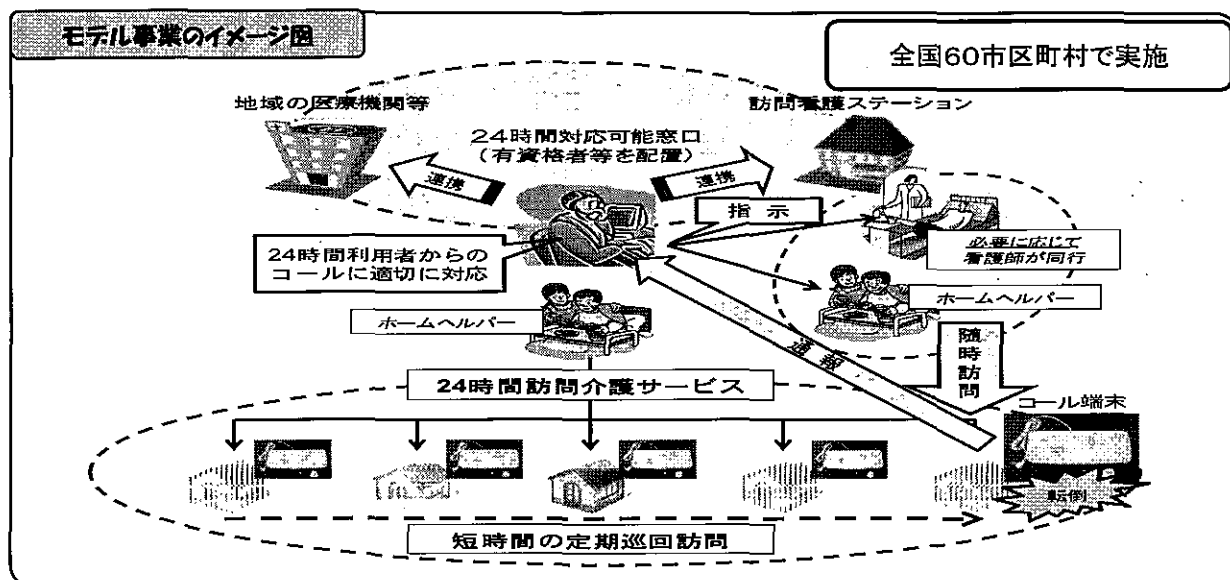 モデル事業のイメージ図
全国60市区町村で実施
地域の医療機関等
訪問看護ステーション
24時間対応可能窓口
(有資格者等を配置)
連携
連携
指示
24時間利用者からの
コールに適切に対応
必要に応じて
看護師が同行
ホームヘルパー
ホームヘルパー
通報
随時訪問
24時間訪問介護サービス
コール端末
転倒
短時間の定期巡回訪問